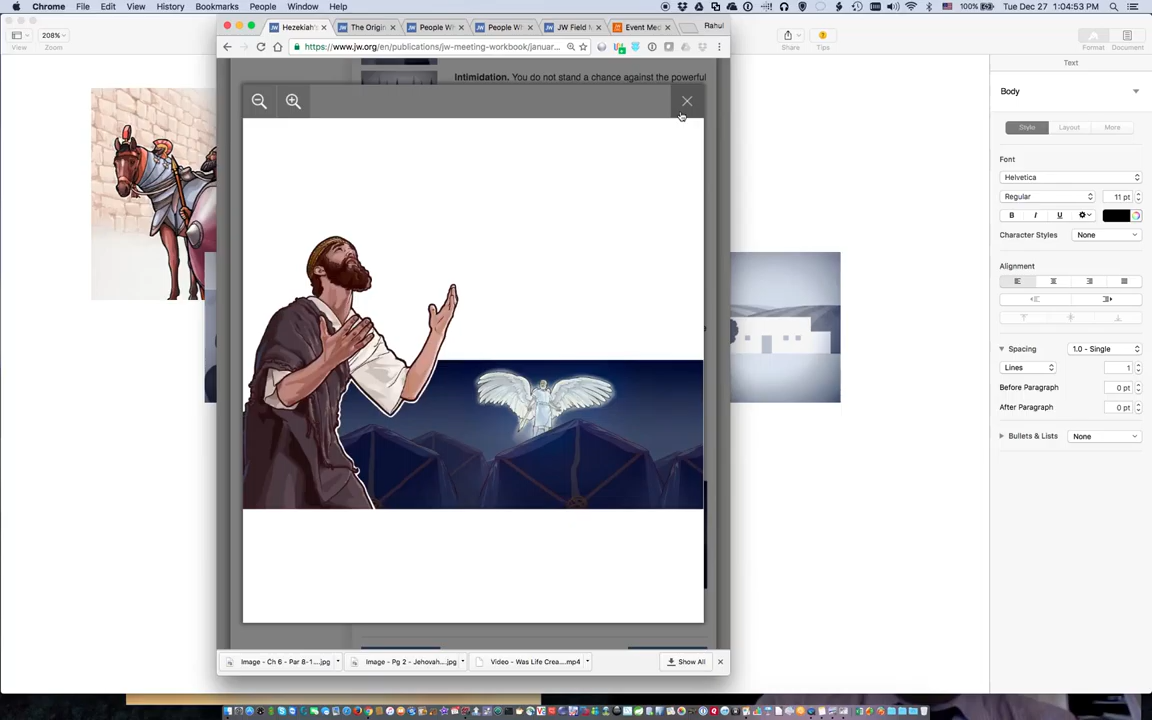 Chrome File Edit View History Bookmarks People Window Help 100% Tue Dec 27 1:04:53 PM
208%
View Zoom Share Tips Format Document
Hezekiah's The Origin People Wh People Wh JW Field M Event Med Rahul
https://www.jw.org/en/publications/jw-meeting-workbook/januar...
Intimidation. You do not stand a chance against the powerful
Text
Body
Style Layout More
Font
Helvetica
Regular 11 pt
B I U
Character Styles None
Alignment
Spacing 1.0 - Single
Lines 1
Before Paragraph 0 pt
After Paragraph 0 pt
Bullets & Lists None
Image - Ch 6 - Par 8-1....jpg Image - Pg 2 - Jehovah....jpg Video - Was Life Crea....mp4 Show All